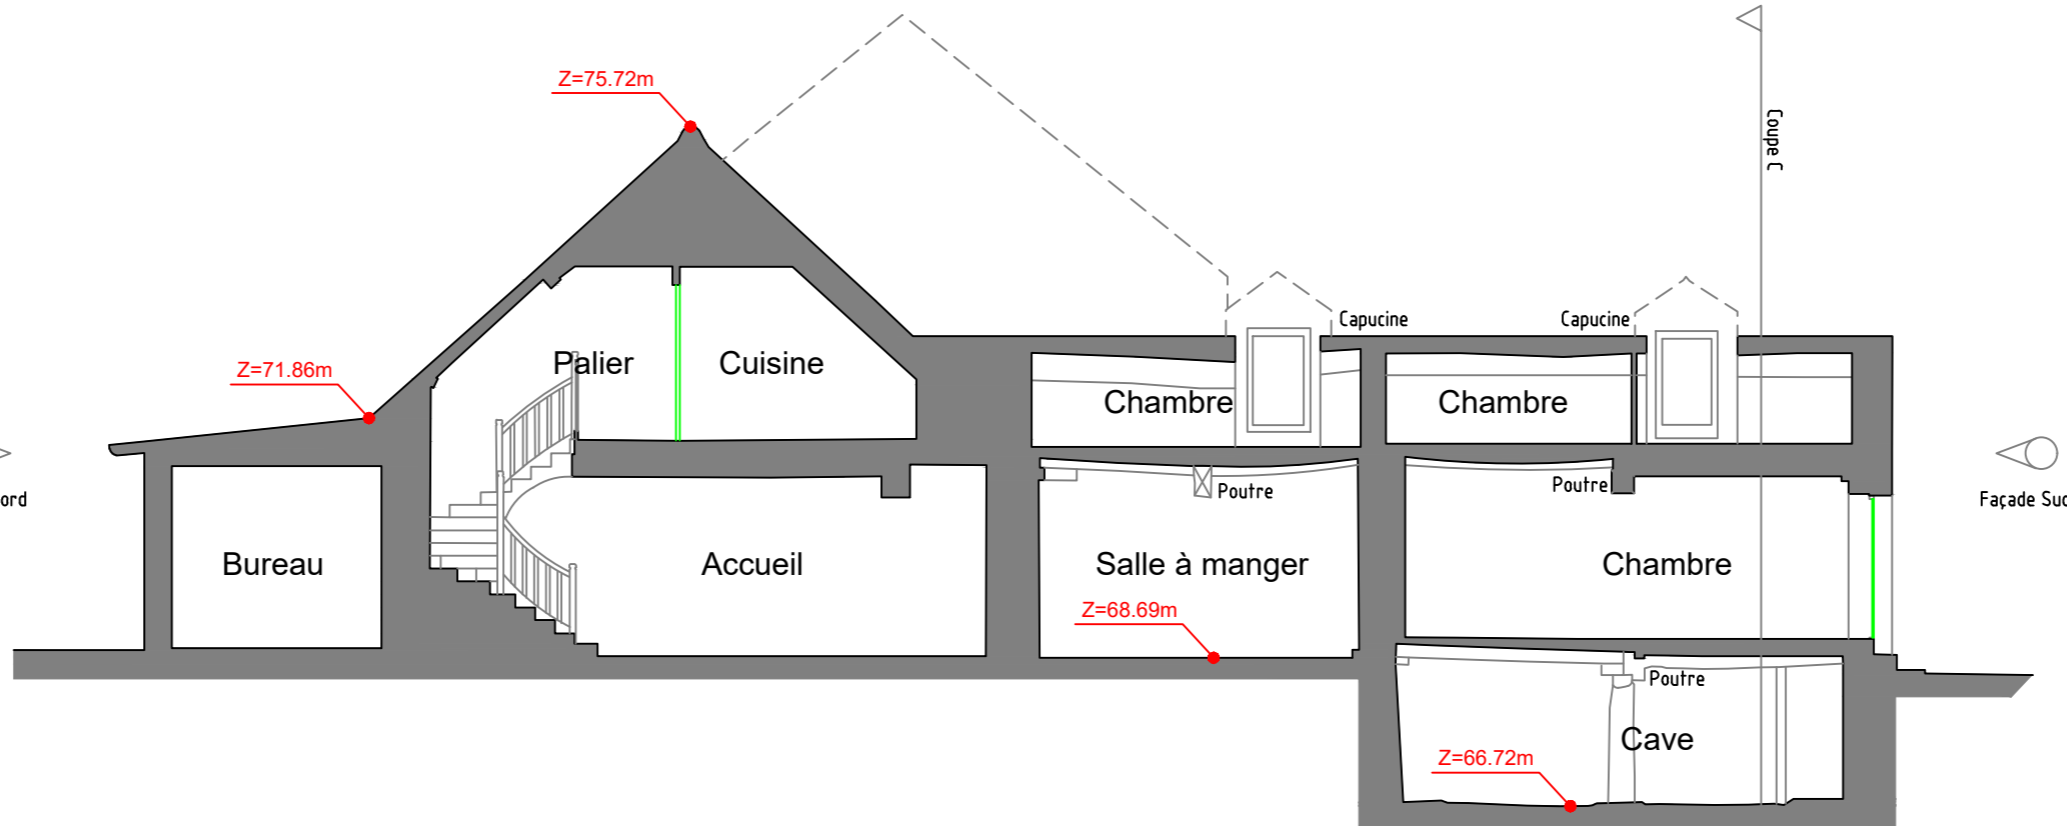 Z=75.72m
Coupe C
Capucine
Capucine
Palier
Cuisine
Z=71.86m
Chambre
Chambre
ord
Poutre
Poutre
Façade Sud
Bureau
Accueil
Salle à manger
Chambre
Z=68.69m
Poutre
Cave
Z=66.72m